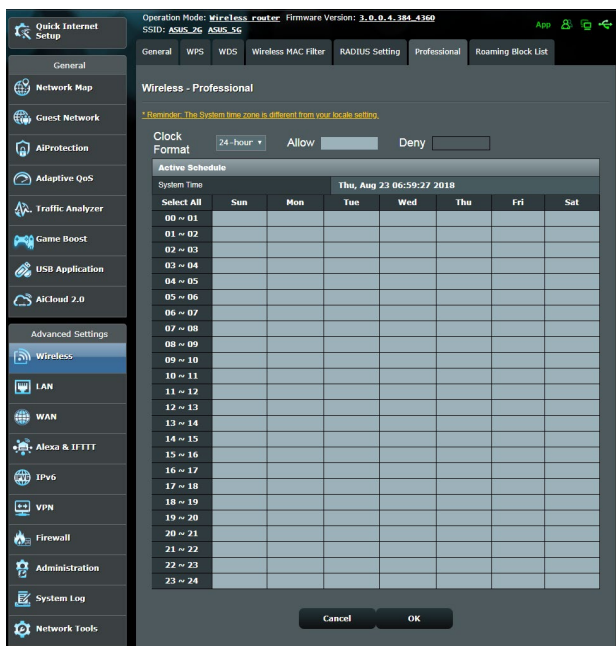 Quick Internet
Setup
General
Network Map
Guest Network
AiProtection
Adaptive QoS
Traffic Analyzer
Game Boost
USB Application
AiCloud 2.0
Advanced Settings
Wireless
LAN
WAN
Alexa & IFTTT
IPv6
VPN
Firewall
Administration
System Log
Network Tools
Operation Mode: Wireless router Firmware Version: 3.0.0.4.384_4360
SSID: ASUS_2G ASUS_5G
App
General WPS WDS Wireless MAC Filter RADIUS Setting Professional Roaming Block List
Wireless - Professional
* Reminder: The System time zone is different from your locale setting.
Clock
Format
24-hour Allow Deny
Active Schedule
System Time Thu, Aug 23 06:59:27 2018
Select All Sun Mon Tue Wed Thu Fri Sat
00 ~ 01
01 ~ 02
02 ~ 03
03 ~ 04
04 ~ 05
05 ~ 06
06 ~ 07
07 ~ 08
08 ~ 09
09 ~ 10
10 ~ 11
11 ~ 12
12 ~ 13
13 ~ 14
14 ~ 15
15 ~ 16
16 ~ 17
17 ~ 18
18 ~ 19
19 ~ 20
20 ~ 21
21 ~ 22
22 ~ 23
23 ~ 24
Cancel OK